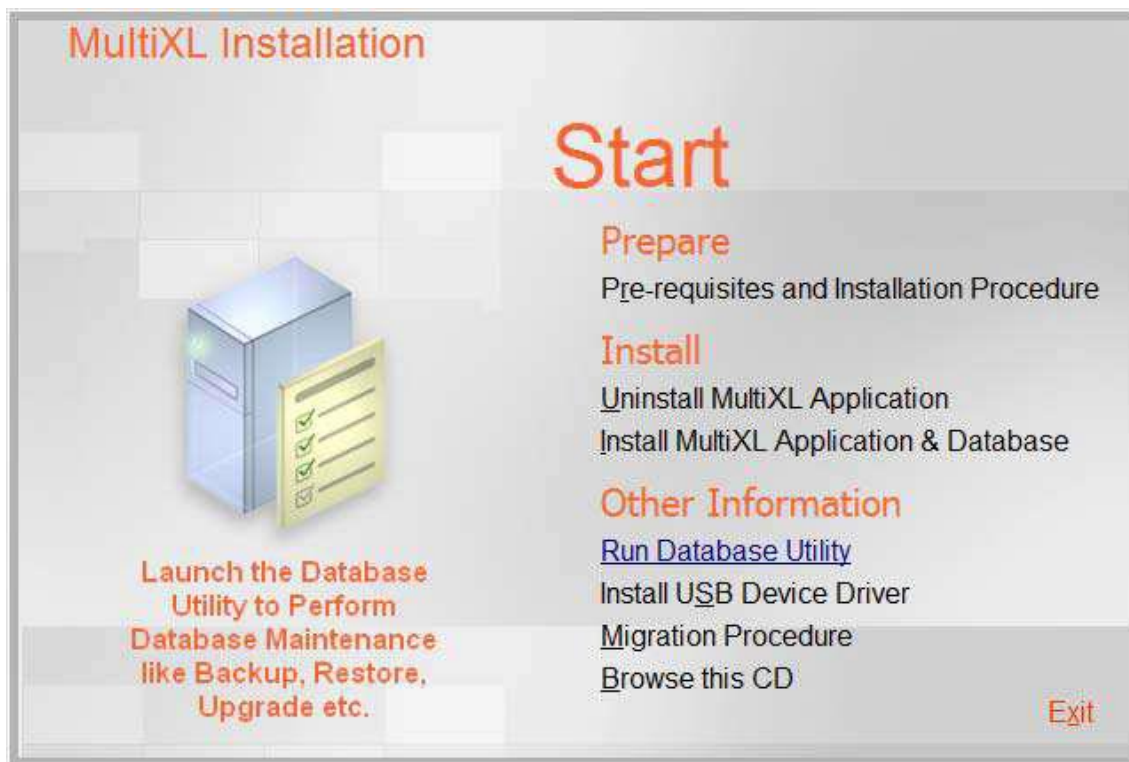 MultiXL Installation
Start
Prepare
Pre-requisites and Installation Procedure
Install
Uninstall MultiXL Application
Install MultiXL Application & Database
Other Information
Run Database Utility
Install USB Device Driver
Migration Procedure
Browse this CD
Launch the Database
Utility to Perform
Database Maintenance
like Backup, Restore,
Upgrade etc.
Exit